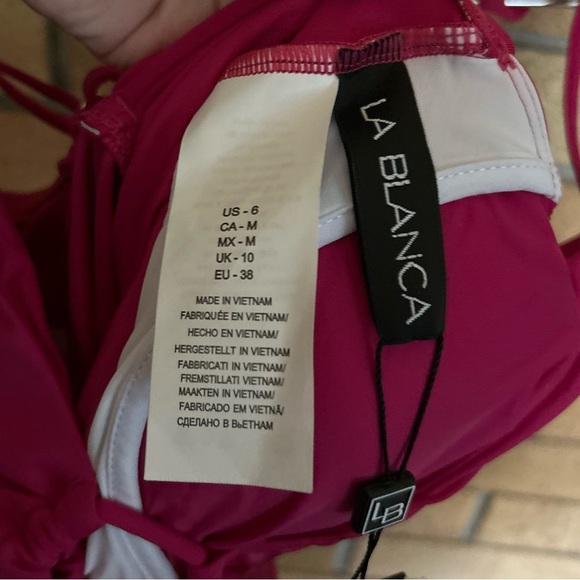 US - 6
CA - M
MX - M
UK - 10
EU - 38
MADE IN VIETNAM
FABRIQUÉE EN VIETNAM/
HECHO EN VIETNAM/
HERGESTELLT IN VIETNAM
FABBRICATI IN VIETNAM/
FREMSTILLATI VIETNAM/
MAAKTEN IN VIETNAM/
FABRICADO EM VIETNÃ/
СДЕЛАНО В ВЬЕТНАМ
LA BLANCA
LB